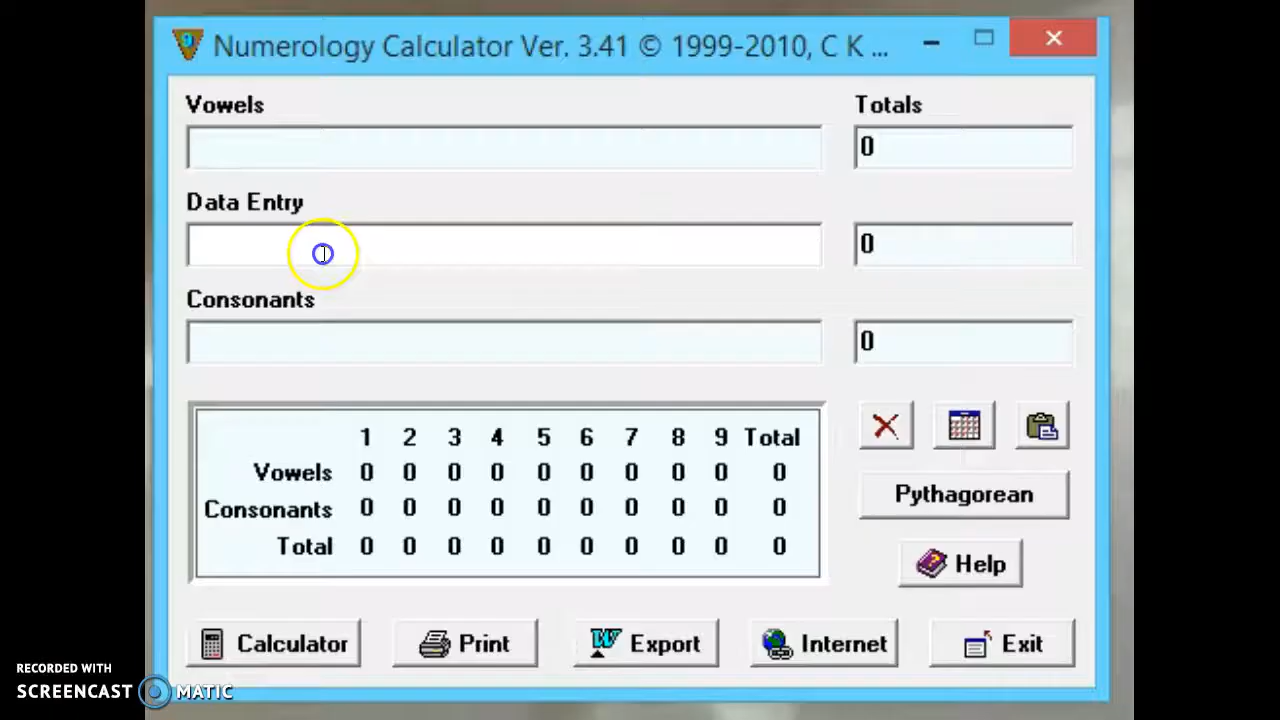 Numerology Calculator Ver. 3.41 © 1999-2010, C K ...
Vowels Totals
0
Data Entry
0
Consonants
0
1 2 3 4 5 6 7 8 9 Total
Vowels 0 0 0 0 0 0 0 0 0 0
Consonants 0 0 0 0 0 0 0 0 0 0
Total 0 0 0 0 0 0 0 0 0 0
Pythagorean
Help
Calculator Print Export Internet Exit
RECORDED WITH
SCREENCAST MATIC